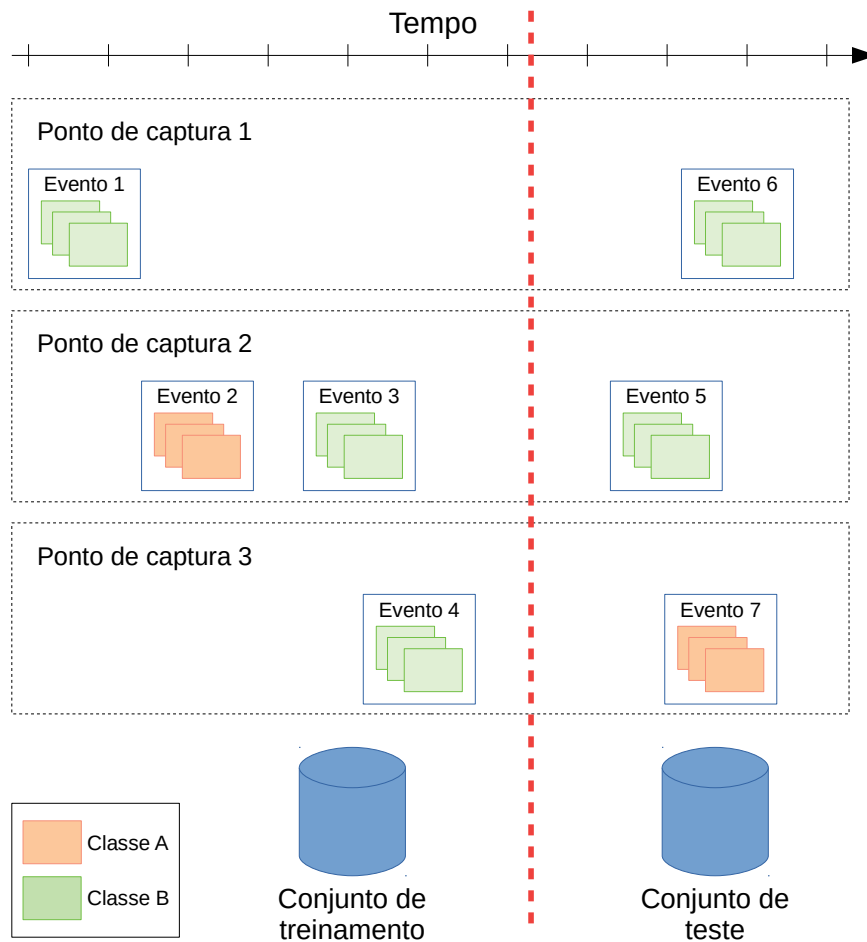 Tempo
Ponto de captura 1
Evento 1
Evento 6
Ponto de captura 2
Evento 2
Evento 3
Evento 5
Ponto de captura 3
Evento 4
Evento 7
Classe A
Classe B
Conjunto de
treinamento
Conjunto de
teste